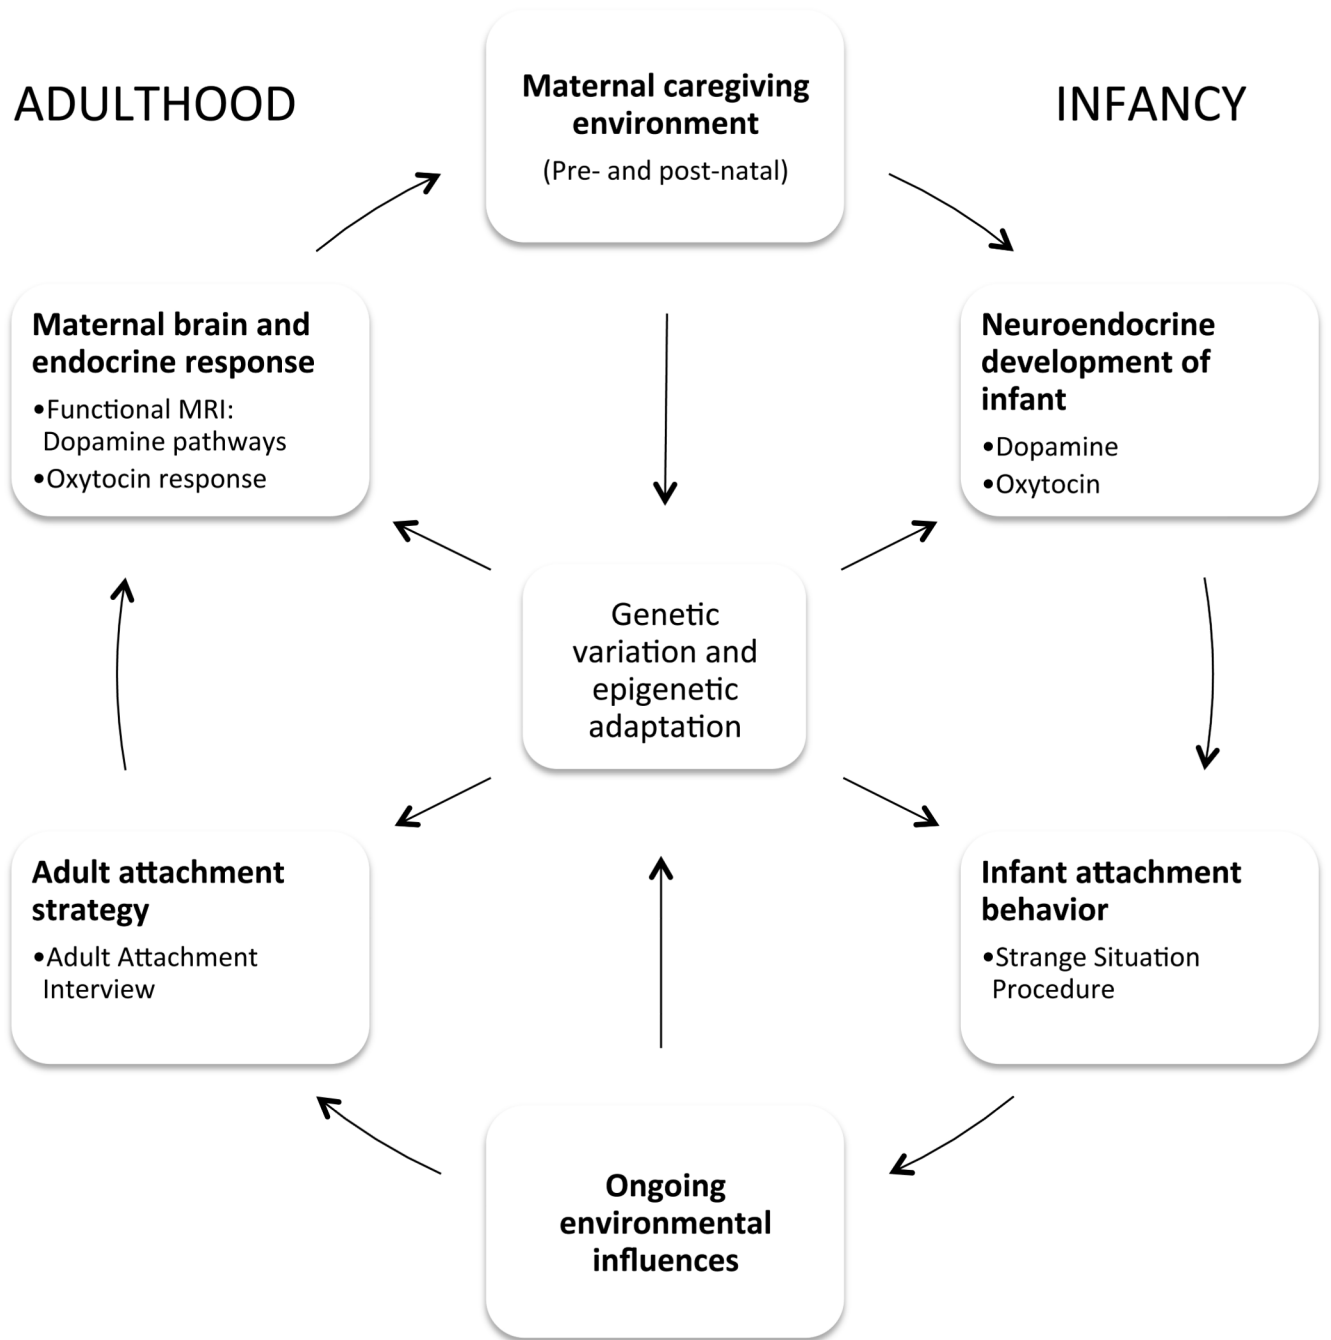 ADULTHOOD
INFANCY
Maternal caregiving
environment
(Pre- and post-natal)
Maternal brain and
endocrine response
•Functional MRI:
Dopamine pathways
•Oxytocin response
Neuroendocrine
development of
infant
•Dopamine
•Oxytocin
Genetic
variation and
epigenetic
adaptation
Adult attachment
strategy
•Adult Attachment
Interview
Infant attachment
behavior
•Strange Situation
Procedure
Ongoing
environmental
influences